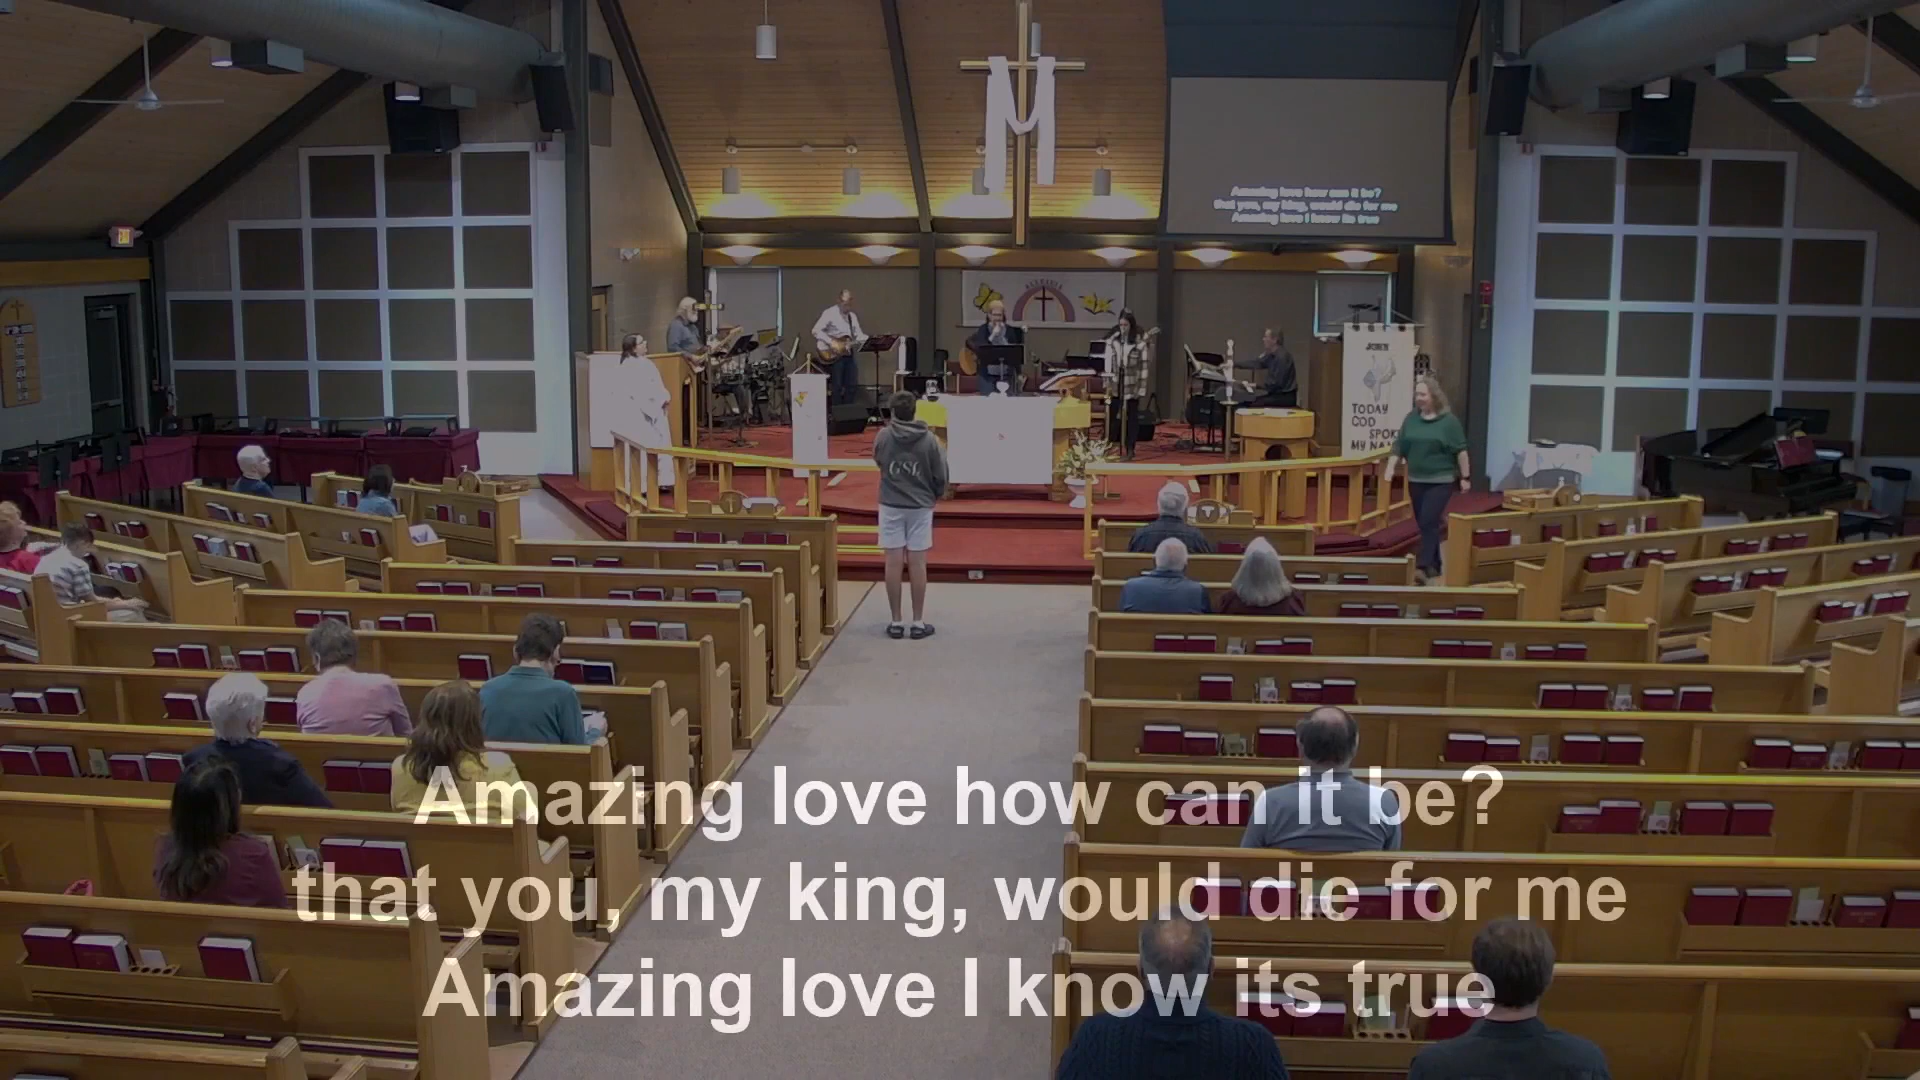 Amazing love how can it be?
that you, my king, would die for me
Amazing love I know its true
JOHN
TODAY
GOD
SPOKE
MY NA
Amazing love how can it be?
that you, my king, would die for me
Amazing love I know its true